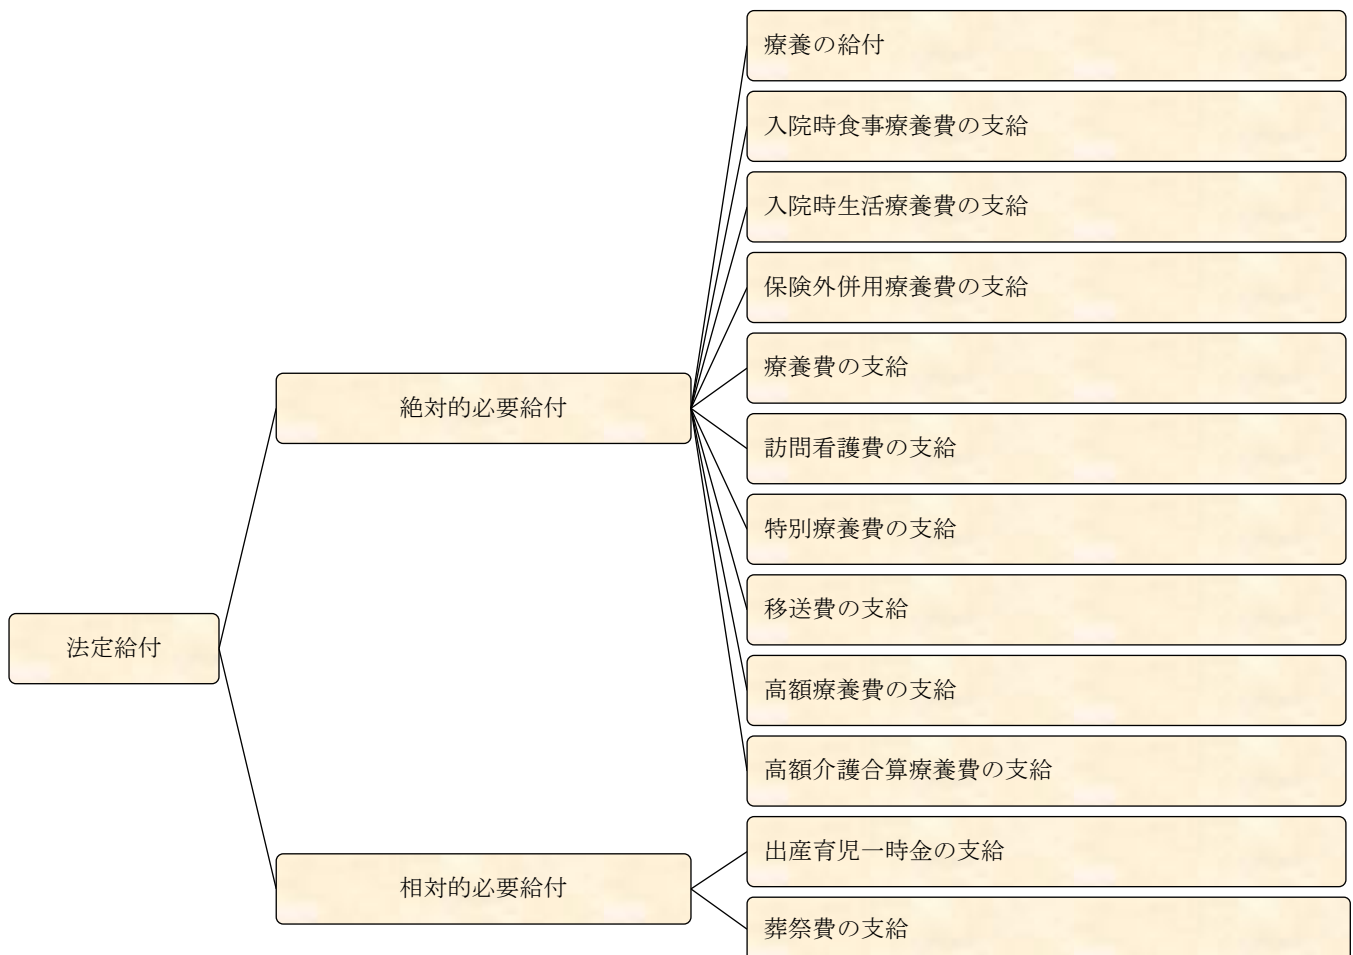 法定給付
絶対的必要給付
療養の給付
入院時食事療養費の支給
入院時生活療養費の支給
保険外併用療養費の支給
療養費の支給
訪問看護費の支給
特別療養費の支給
移送費の支給
高額療養費の支給
高額介護合算療養費の支給
相対的必要給付
出産育児一時金の支給
葬祭費の支給